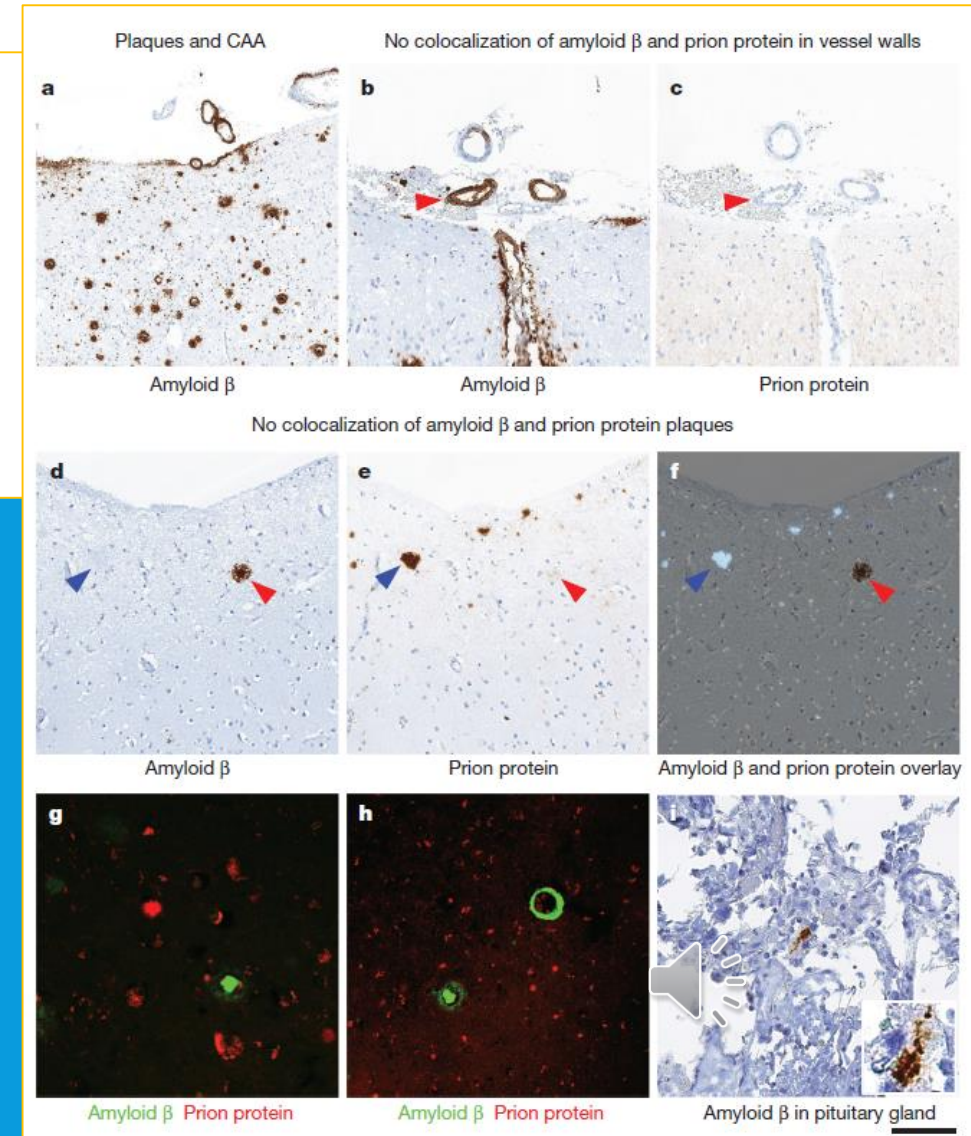 Plaques and CAA
No colocalization of amyloid β and prion protein in vessel walls
a
b
c
Amyloid β
Amyloid β
Prion protein
No colocalization of amyloid β and prion protein plaques
d
e
f
Amyloid β
Prion protein
Amyloid β and prion protein overlay
g
h
i
Amyloid β Prion protein
Amyloid β Prion protein
Amyloid β in pituitary gland